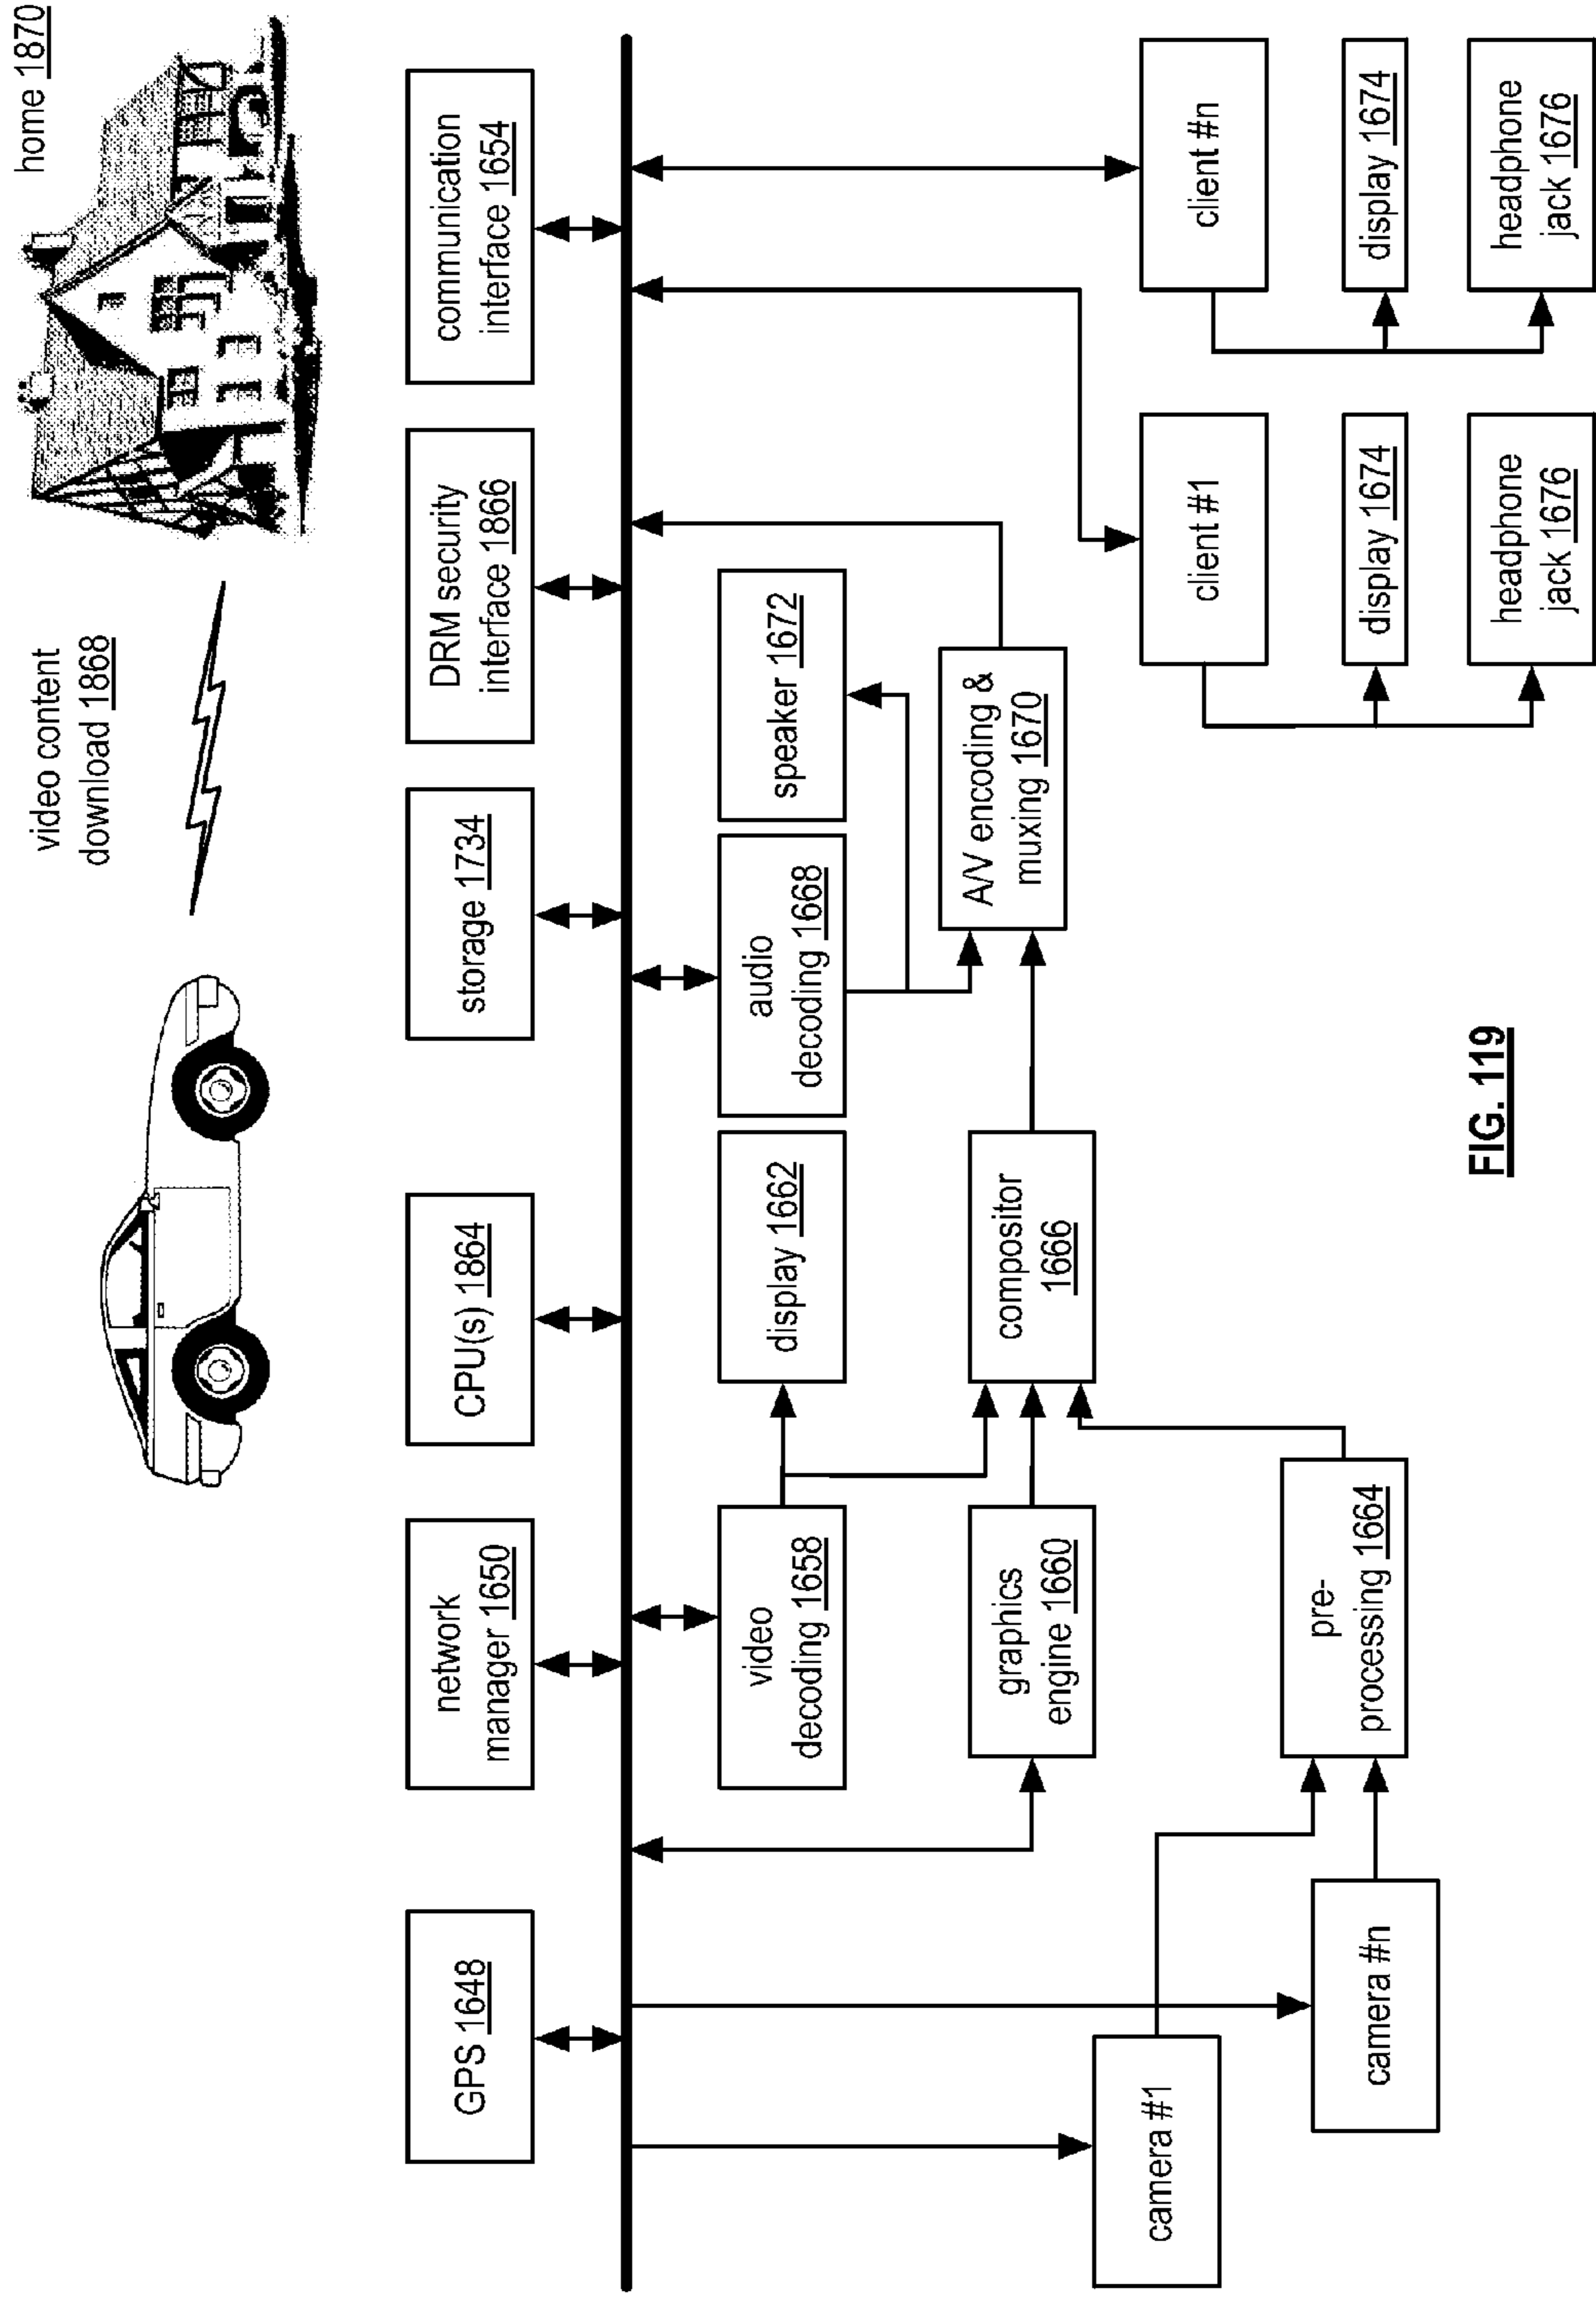 home 1870
video content
download 1868
GPS 1648
network
manager 1650
CPU(s) 1864
storage 1734
DRM security
interface 1866
communication
interface 1654
video
decoding 1658
display 1662
audio
decoding 1668
speaker 1672
graphics
engine 1660
compositor
1666
A/V encoding &
muxing 1670
camera #1
camera #n
pre-
processing 1664
client #1
display 1674
headphone
jack 1676
client #n
display 1674
headphone
jack 1676
FIG. 119